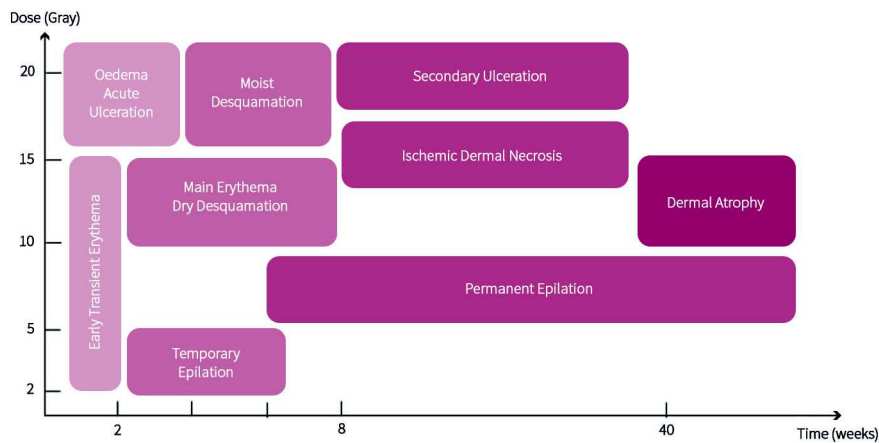 Dose (Gray)
20
Oedema
Acute
Ulceration
Moist
Desquamation
Secondary Ulceration
15
Ischemic Dermal Necrosis
Early Transient Erythema
Main Erythema
Dry Desquamation
Dermal Atrophy
10
Permanent Epilation
5
Temporary
Epilation
2
2
8
40
Time (weeks)